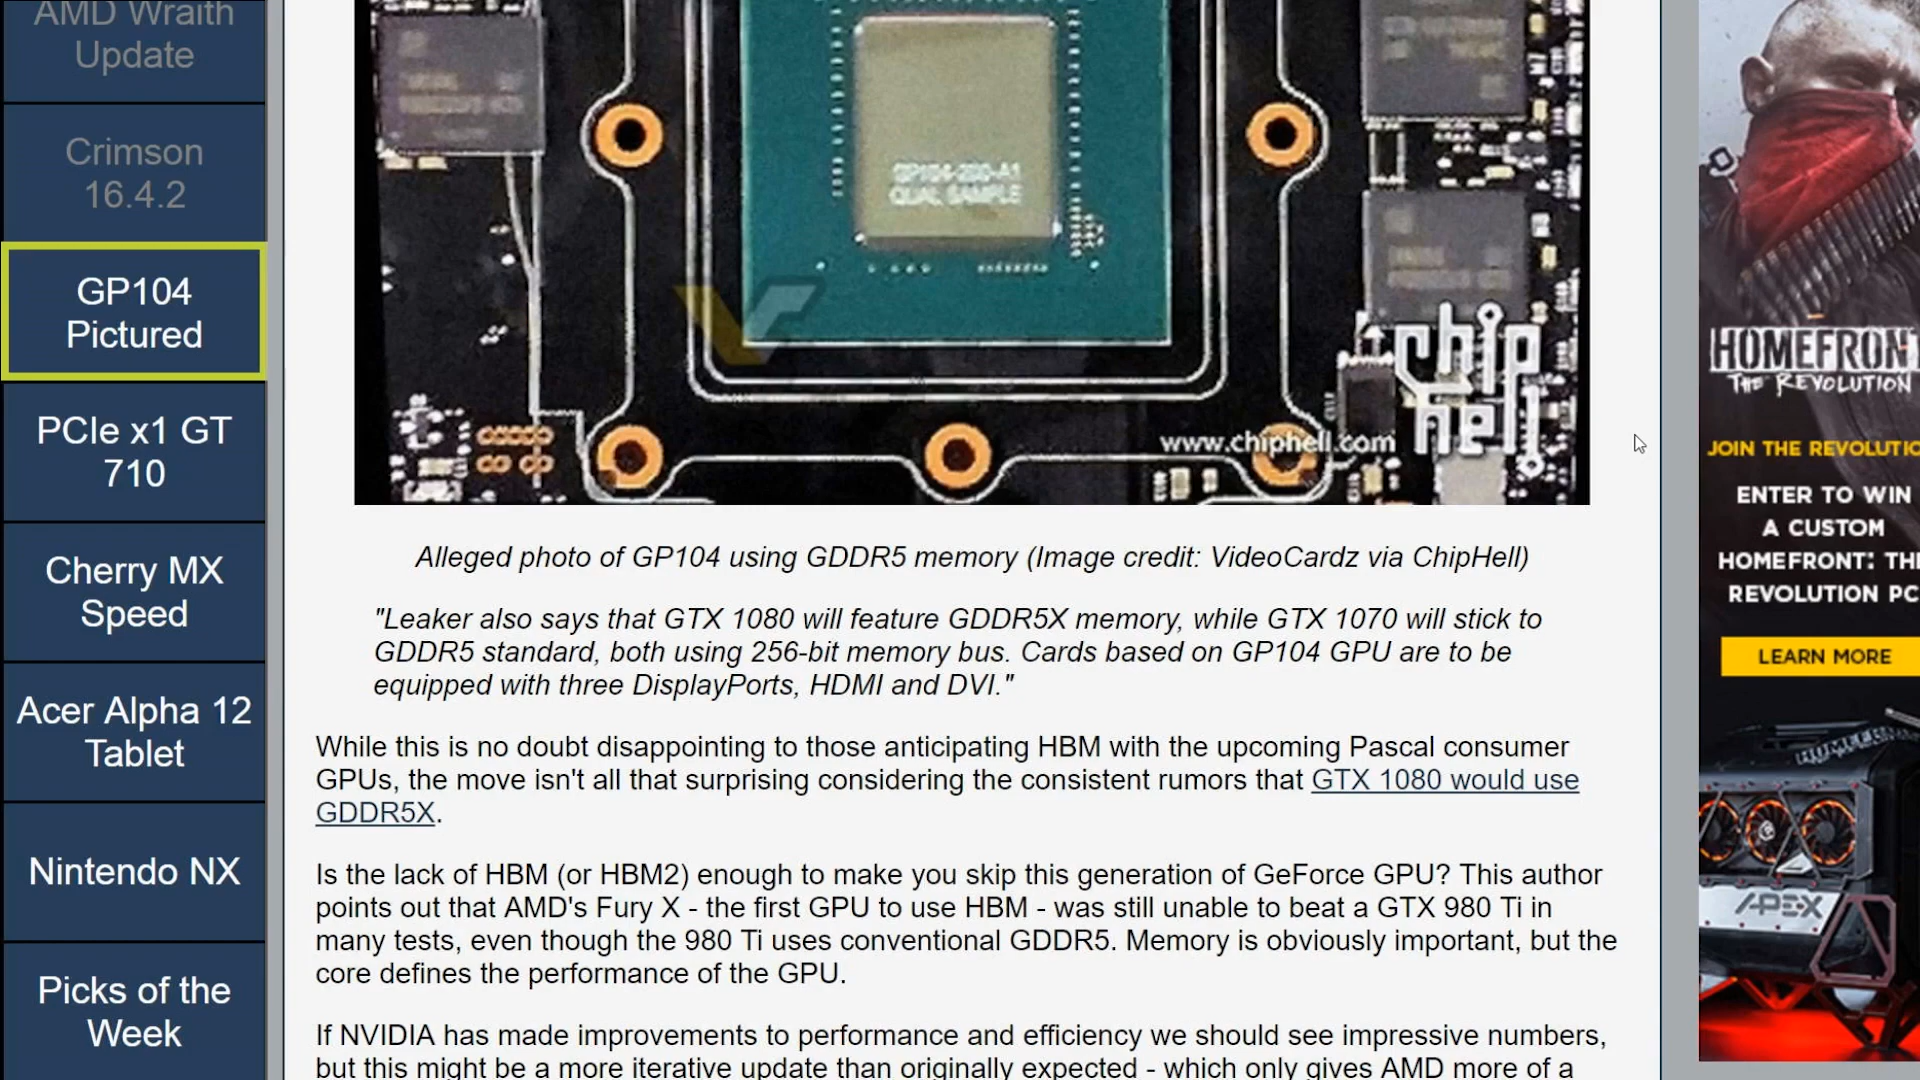 AMD Wraith
Update
Crimson
16.4.2
GP104
Pictured
PCIe x1 GT
710
Cherry MX
Speed
Acer Alpha 12
Tablet
Nintendo NX
Picks of the
Week
QUAL SAMPLE
chip
hell
www.chiphell.com
Alleged photo of GP104 using GDDR5 memory (Image credit: VideoCardz via ChipHell)
"Leaker also says that GTX 1080 will feature GDDR5X memory, while GTX 1070 will stick to
GDDR5 standard, both using 256-bit memory bus. Cards based on GP104 GPU are to be
equipped with three DisplayPorts, HDMI and DVI."
While this is no doubt disappointing to those anticipating HBM with the upcoming Pascal consumer
GPUs, the move isn't all that surprising considering the consistent rumors that GTX 1080 would use
GDDR5X.
Is the lack of HBM (or HBM2) enough to make you skip this generation of GeForce GPU? This author
points out that AMD's Fury X - the first GPU to use HBM - was still unable to beat a GTX 980 Ti in
many tests, even though the 980 Ti uses conventional GDDR5. Memory is obviously important, but the
core defines the performance of the GPU.
If NVIDIA has made improvements to performance and efficiency we should see impressive numbers,
but this might be a more iterative update than originally expected - which only gives AMD more of a
HOMEFRON
THE REVOLUTION
JOIN THE REVOLUTIO
ENTER TO WIN
A CUSTOM
HOMEFRONT: THE
REVOLUTION PC
LEARN MORE
APEX